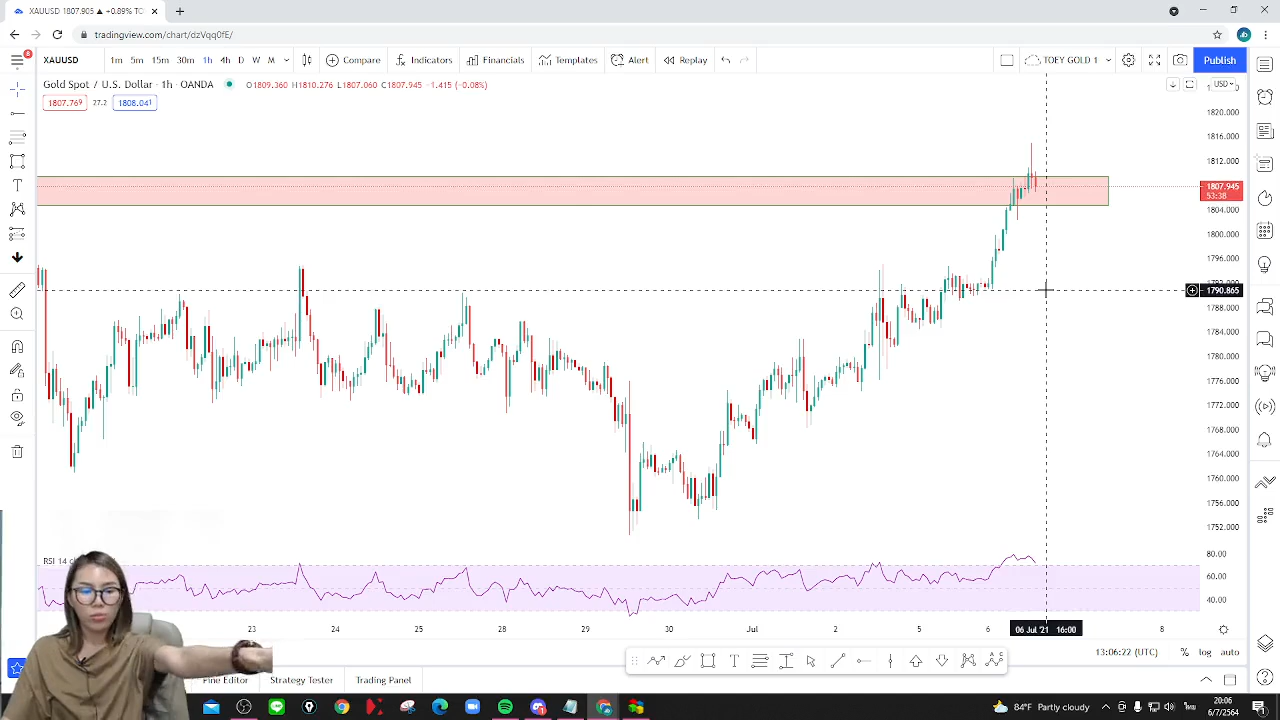 XAUUSD 1807.905 ▲ +0.89% TO
tradingview.com/chart/dzVqq0fE/
8
XAUUSD 1m 5m 15m 30m 1h 4h D W M Compare Indicators Financials Templates Alert Replay TOEY GOLD 1 Publish
Gold Spot / U.S. Dollar · 1h · OANDA O1809.360 H1810.276 L1807.060 C1807.945 −1.415 (−0.08%)
USD
1807.769 27.2 1808.041
1820.000
1816.000
1812.000
1807.945
53:38
1804.000
1800.000
1796.000
1790.865
1788.000
1784.000
1780.000
1776.000
1772.000
1768.000
1764.000
1760.000
1756.000
1752.000
80.00
RSI 14
60.00
40.00
23 24 25 28 29 30 Jul 2 5 6 06 Jul '21 16:00 8
13:06:22 (UTC) % log auto
Pine Editor Strategy Tester Trading Panel
84°F Partly cloudy
20:06
6/7/2564